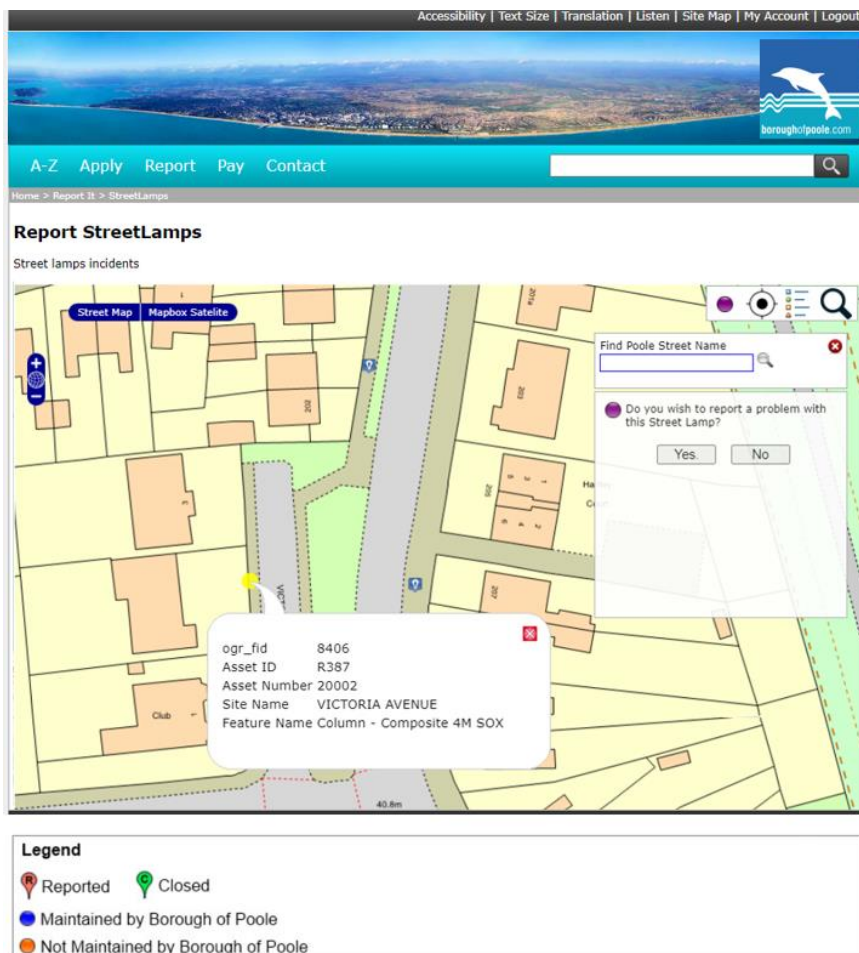 Accessibility | Text Size | Translation | Listen | Site Map | My Account | Logout
boroughofpoole.com
A-Z Apply Report Pay Contact
Home > Report It > StreetLamps
Report StreetLamps
Street lamps incidents
Street Map Mapbox Satelite
201a
Find Poole Street Name
Do you wish to report a problem with
this Street Lamp?
Yes No
202
203
205
207
VICT
ogr_fid 8406
Asset ID R387
Asset Number 20002
Site Name VICTORIA AVENUE
Feature Name Column - Composite 4M SOX
Club 1
40.8m
Legend
R Reported C Closed
Maintained by Borough of Poole
Not Maintained by Borough of Poole